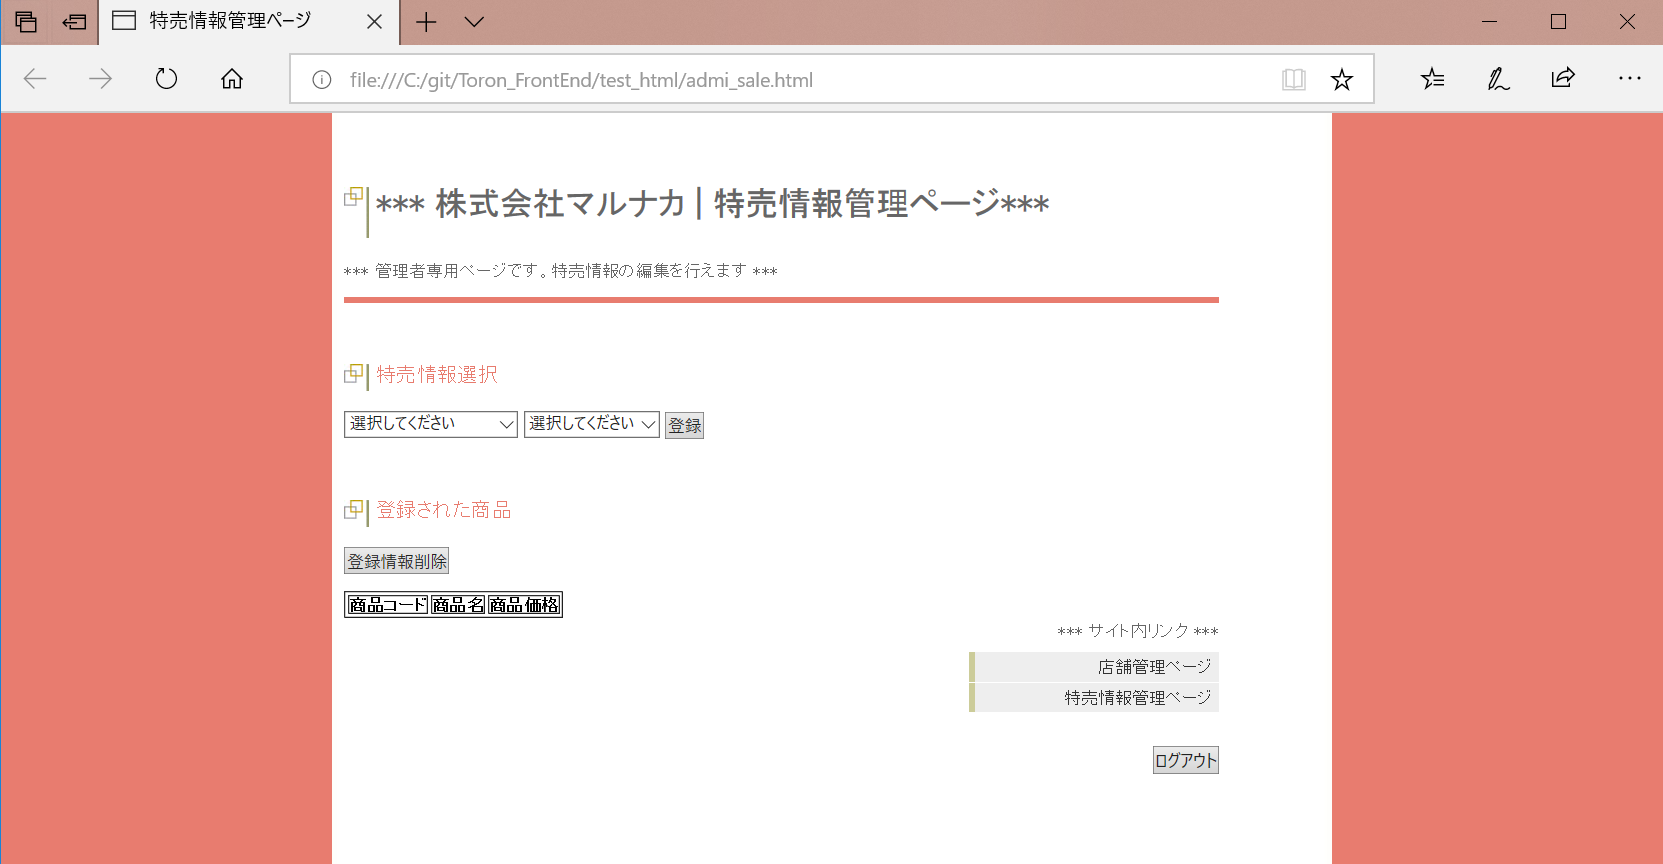 特売情報管理ページ
file:///C:/git/Toron_FrontEnd/test_html/admi_sale.html
*** 株式会社マルナカ | 特売情報管理ページ***
*** 管理者専用ページです。特売情報の編集を行えます ***
特売情報選択
選択してください 選択してください 登録
登録された商品
登録情報削除
商品コード 商品名 商品価格
*** サイト内リンク ***
店舗管理ページ
特売情報管理ページ
ログアウト